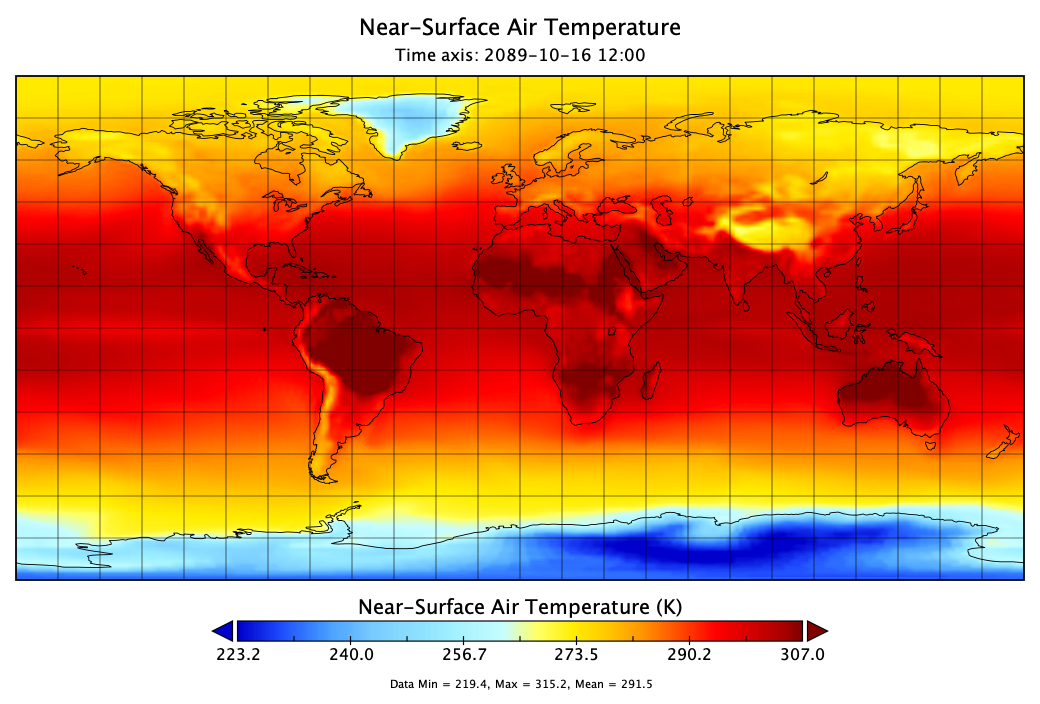 Near-Surface Air Temperature
Time axis: 2089-10-16 12:00
Near-Surface Air Temperature (K)
223.2 240.0 256.7 273.5 290.2 307.0
Data Min = 219.4, Max = 315.2, Mean = 291.5